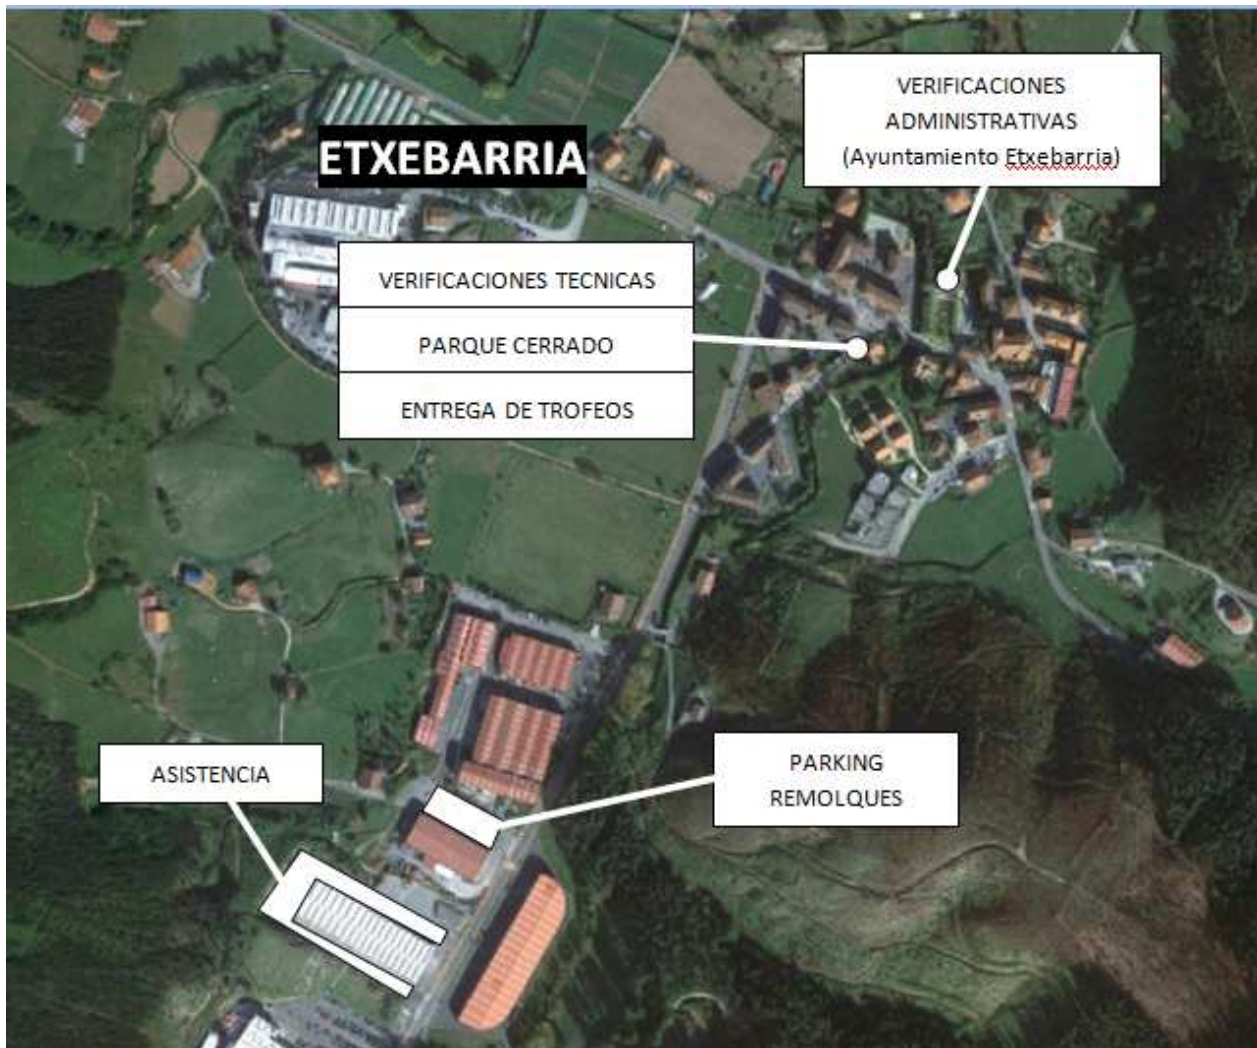 VERIFICACIONES
ADMINISTRATIVAS
(Ayuntamiento Etxebarria)
ETXEBARRIA
VERIFICACIONES TECNICAS
PARQUE CERRADO
ENTREGA DE TROFEOS
ASISTENCIA
PARKING
REMOLQUES